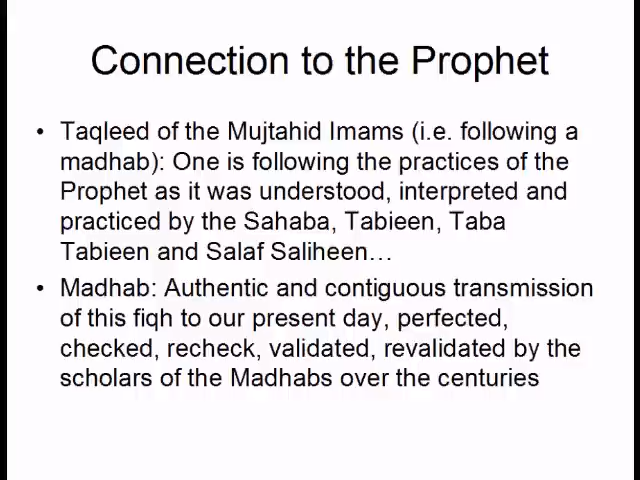 Connection to the Prophet
• Taqleed of the Mujtahid Imams (i.e. following a
madhab): One is following the practices of the
Prophet as it was understood, interpreted and
practiced by the Sahaba, Tabieen, Taba
Tabieen and Salaf Saliheen…
• Madhab: Authentic and contiguous transmission
of this fiqh to our present day, perfected,
checked, recheck, validated, revalidated by the
scholars of the Madhabs over the centuries